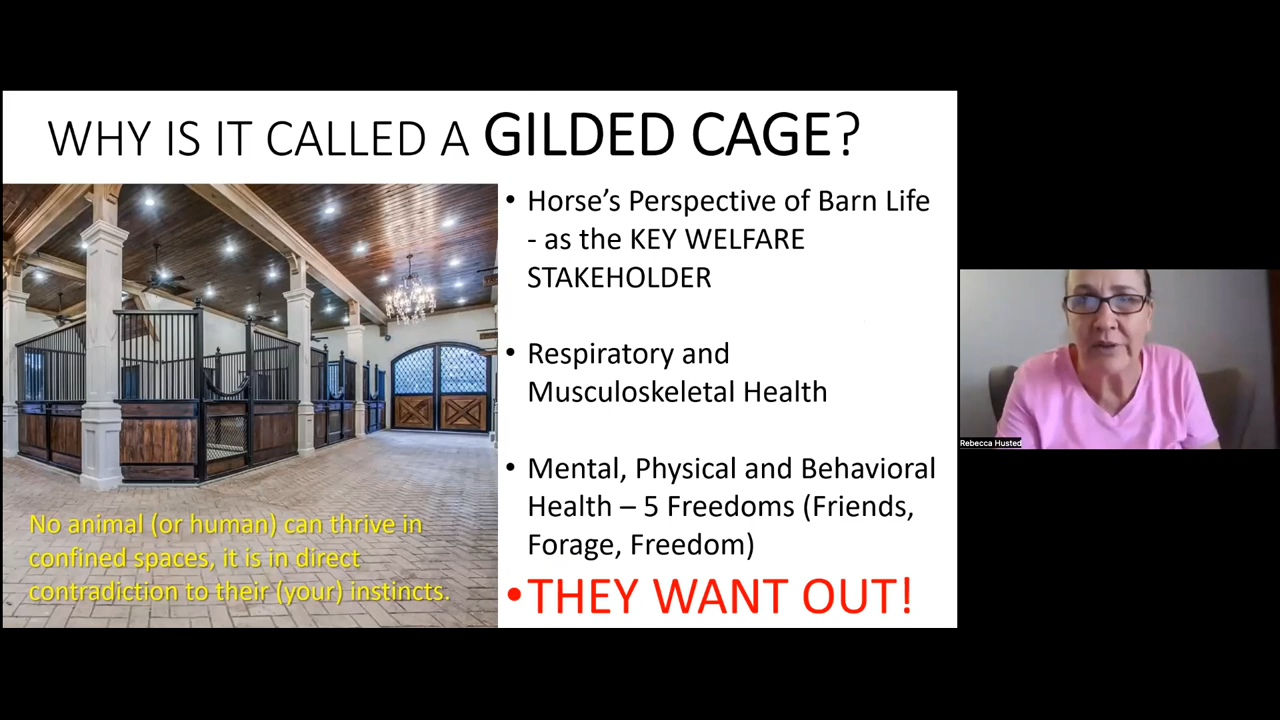 WHY IS IT CALLED A GILDED CAGE?
• Horse’s Perspective of Barn Life
- as the KEY WELFARE
STAKEHOLDER
• Respiratory and
Musculoskeletal Health
• Mental, Physical and Behavioral
Health – 5 Freedoms (Friends,
Forage, Freedom)
• THEY WANT OUT!
No animal (or human) can thrive in
confined spaces, it is in direct
contradiction to their (your) instincts.
Rebecca Husted